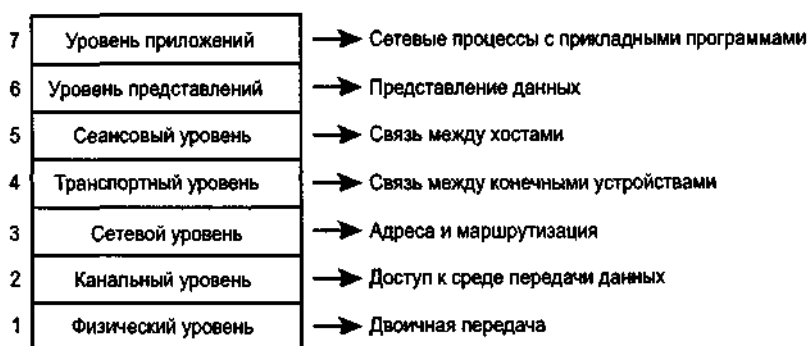 7 Уровень приложений Сетевые процессы с прикладными программами
6 Уровень представлений Представление данных
5 Сеансовый уровень Связь между хостами
4 Транспортный уровень Связь между конечными устройствами
3 Сетевой уровень Адреса и маршрутизация
2 Канальный уровень Доступ к среде передачи данных
1 Физический уровень Двоичная передача